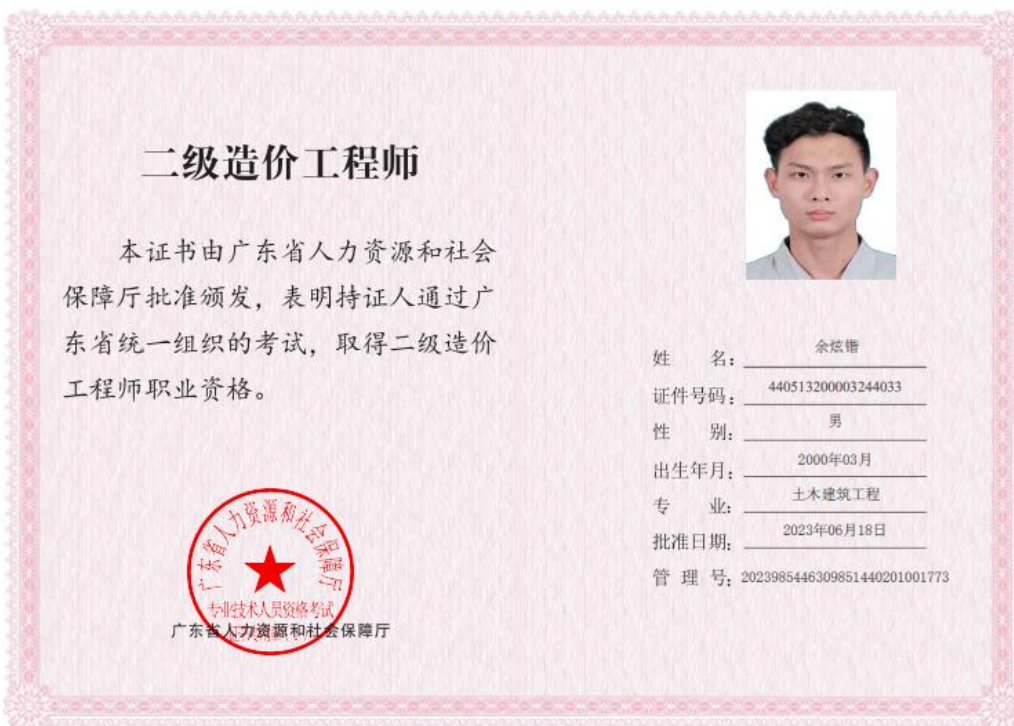 二级造价工程师
本证书由广东省人力资源和社会
保障厅批准颁发，表明持证人通过广
东省统一组织的考试，取得二级造价
工程师职业资格。
广东省人力资源和社会保障厅
专业技术人员资格考试
广东省人力资源和社会保障厅
姓 名：余炫锴
证件号码：440513200003244033
性 别：男
出生年月：2000年03月
专 业：土木建筑工程
批准日期：2023年06月18日
管 理 号：20239854463098514402010​01773